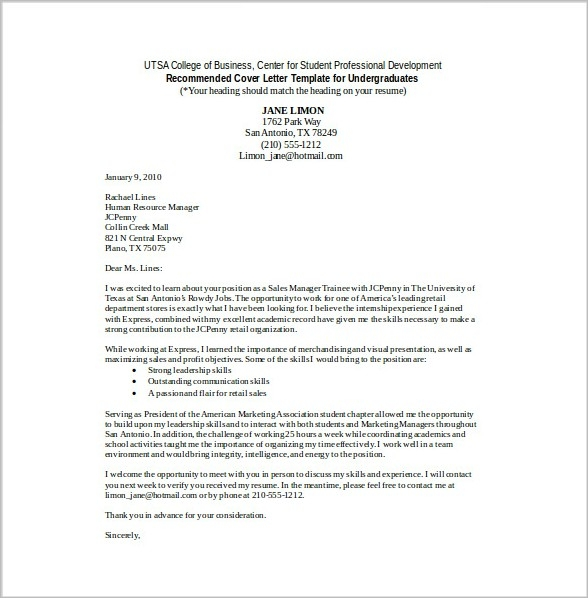 UTSA College of Business, Center for Student Professional Development
Recommended Cover Letter Template for Undergraduates
(*Your heading should match the heading on your resume)
JANE LIMON
1762 Park Way
San Antonio, TX 78249
(210) 555-1212
Limon_jane@hotmail.com
January 9, 2010
Rachael Lines
Human Resource Manager
JCPenny
Collin Creek Mall
821 N Central Expwy
Plano, TX 75075
Dear Ms. Lines:
I was excited to learn about your position as a Sales Manager Trainee with JCPenny in The University of
Texas at San Antonio's Rowdy Jobs. The opportunity to work for one of America's leading retail
department stores is exactly what I have been looking for. I believe the internship experience I gained
with Express, combined with my excellent academic record have given me the skills necessary to make a
strong contribution to the JCPenny retail organization.
While working at Express, I learned the importance of merchandising and visual presentation, as well as
maximizing sales and profit objectives. Some of the skills I would bring to the position are:
• Strong leadership skills
• Outstanding communication skills
• A passion and flair for retail sales
Serving as President of the American Marketing Association student chapter allowed me the opportunity
to build upon my leadership skills and to interact with both students and Marketing Managers throughout
San Antonio. In addition, the challenge of working 25 hours a week while coordinating academics and
school activities taught me the importance of organizing my time effectively. I work well in a team
environment and would bring integrity, intelligence, and energy to the position.
I welcome the opportunity to meet with you in person to discuss my skills and experience. I will contact
you next week to verify you received my resume. In the meantime, please feel free to contact me at
limon_jane@hotmail.com or by phone at 210-555-1212.
Thank you in advance for your consideration.
Sincerely,